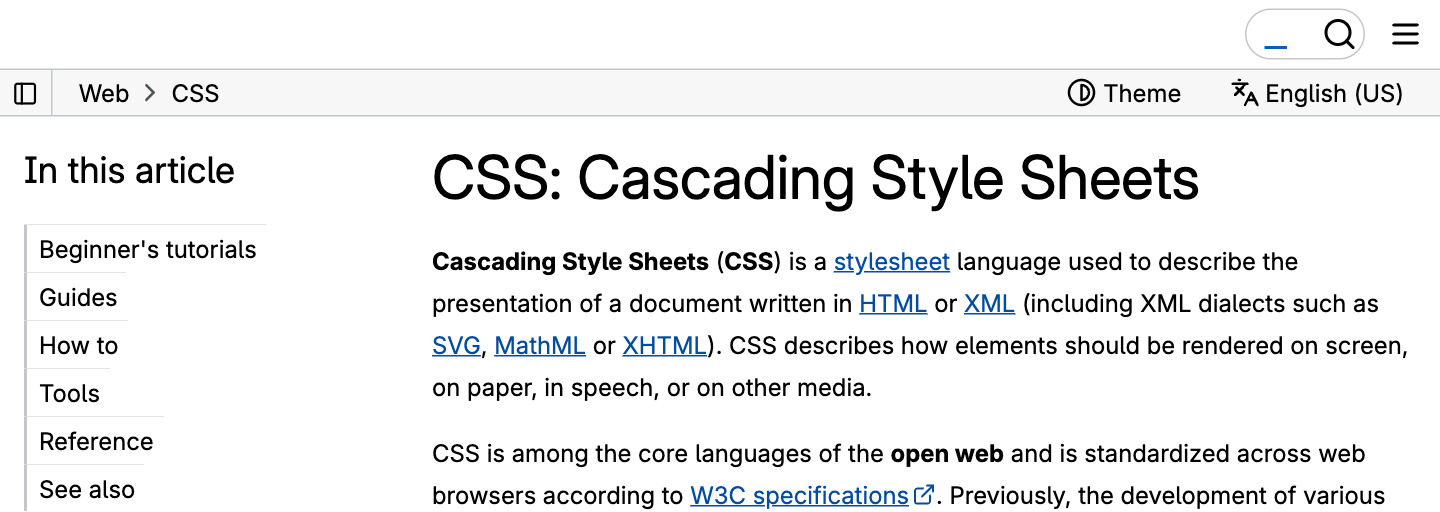 Web > CSS
Theme
English (US)
In this article
Beginner's tutorials
Guides
How to
Tools
Reference
See also
CSS: Cascading Style Sheets
Cascading Style Sheets (CSS) is a stylesheet language used to describe the
presentation of a document written in HTML or XML (including XML dialects such as
SVG, MathML or XHTML). CSS describes how elements should be rendered on screen,
on paper, in speech, or on other media.
CSS is among the core languages of the open web and is standardized across web
browsers according to W3C specifications. Previously, the development of various